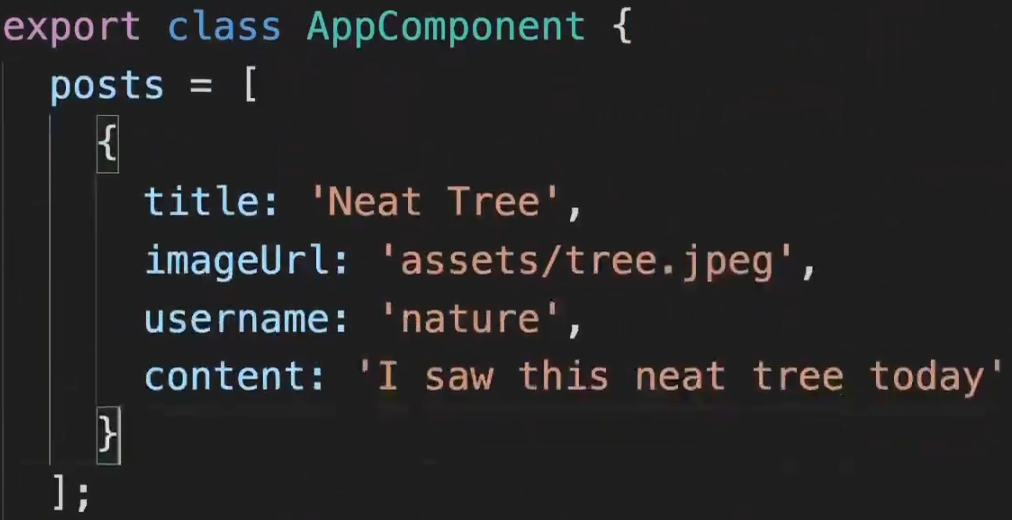 export class AppComponent {
posts = [
{
title: 'Neat Tree',
imageUrl: 'assets/tree.jpeg',
username: 'nature',
content: 'I saw this neat tree today'
}
];